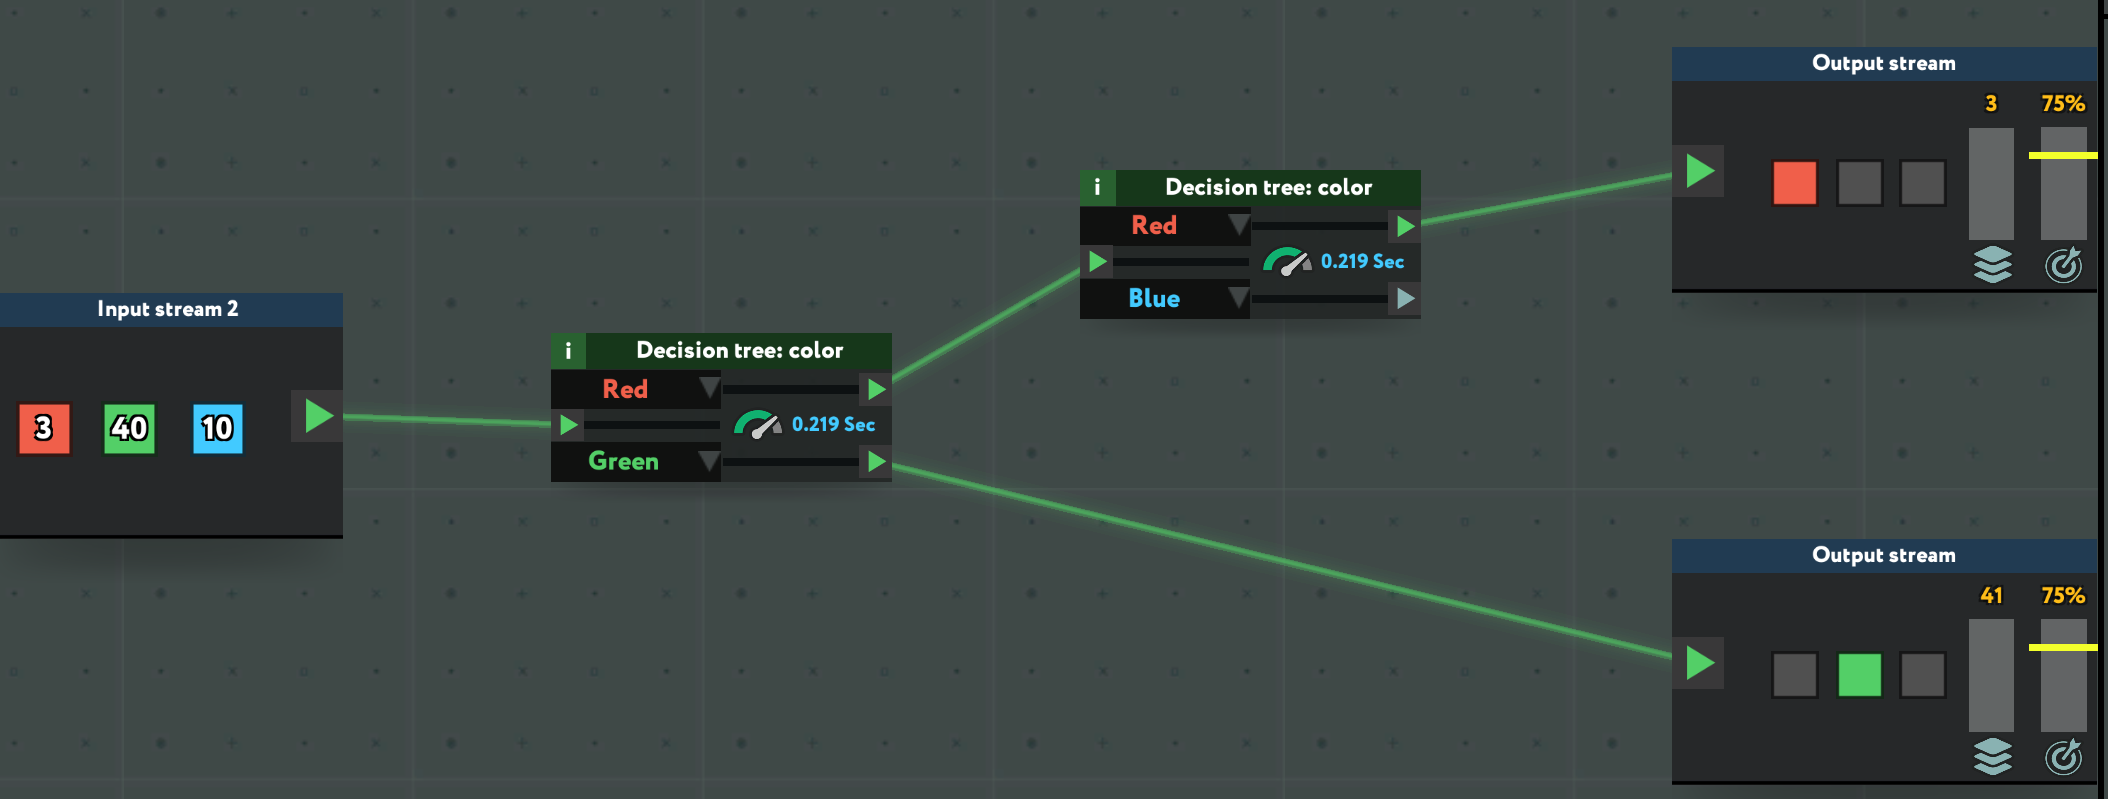 Output stream
3 75%
i Decision tree: color
Red
0.219 Sec
Blue
Input stream 2
3 40 10
i Decision tree: color
Red
0.219 Sec
Green
Output stream
41 75%